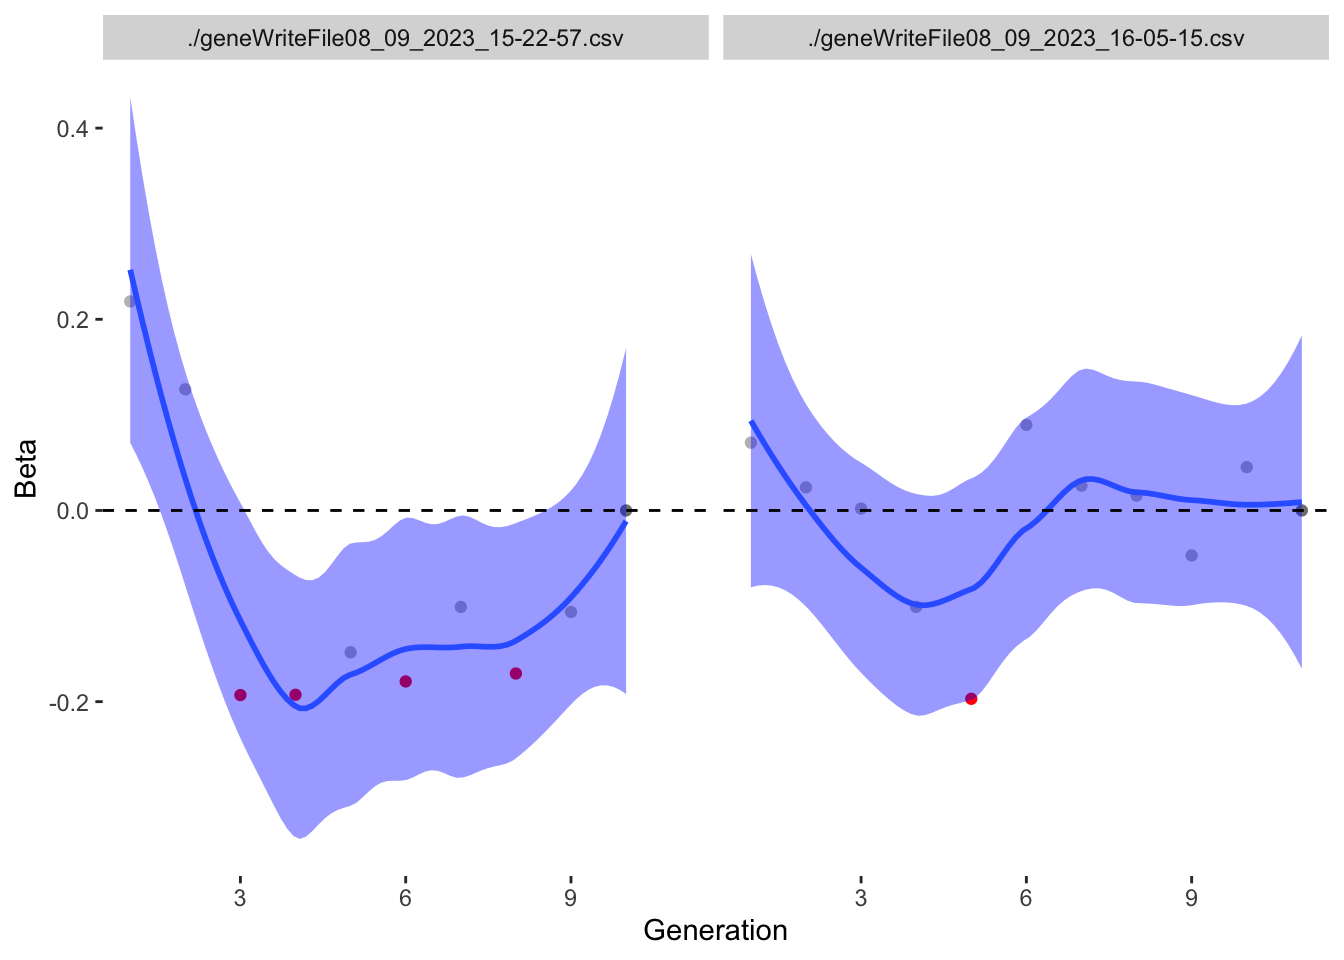 ./geneWriteFile08_09_2023_15-22-57.csv
./geneWriteFile08_09_2023_16-05-15.csv
0.4
0.2
0.0
-0.2
Beta
3
6
9
3
6
9
Generation